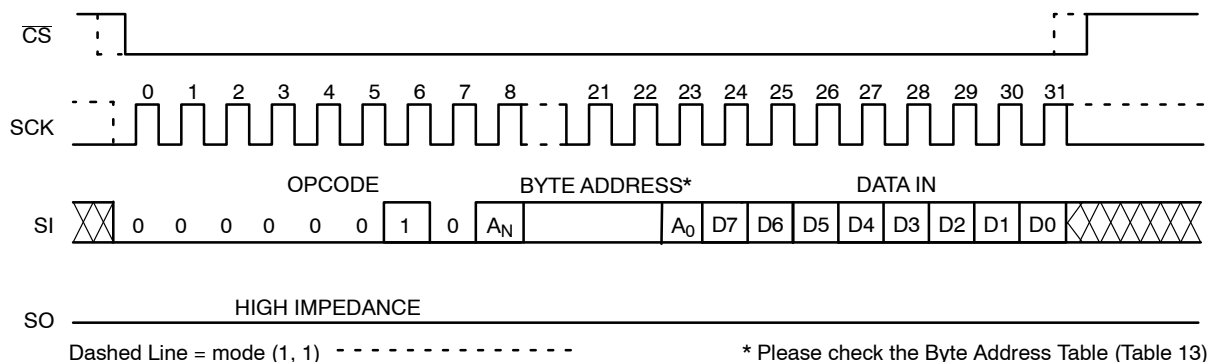 CS
0 1 2 3 4 5 6 7 8 21 22 23 24 25 26 27 28 29 30 31
SCK
OPCODE BYTE ADDRESS* DATA IN
SI 0 0 0 0 0 0 1 0 AN A0 D7 D6 D5 D4 D3 D2 D1 D0
HIGH IMPEDANCE
SO
Dashed Line = mode (1, 1) * Please check the Byte Address Table (Table 13)